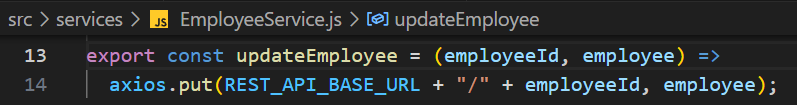 src > services > JS EmployeeService.js > updateEmployee
13 export const updateEmployee = (employeeId, employee) =>
14 axios.put(REST_API_BASE_URL + "/" + employeeId, employee);